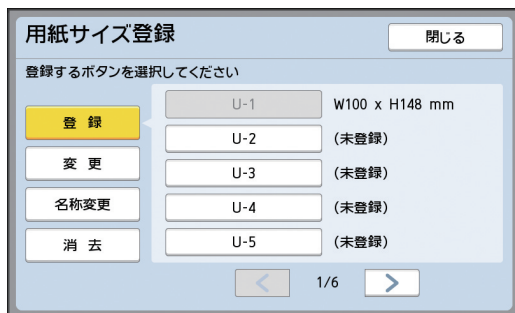 用紙サイズ登録
閉じる
登録するボタンを選択してください
登 録
変 更
名称変更
消 去
U-1 W100 x H148 mm
U-2 (未登録)
U-3 (未登録)
U-4 (未登録)
U-5 (未登録)
< 1/6 >